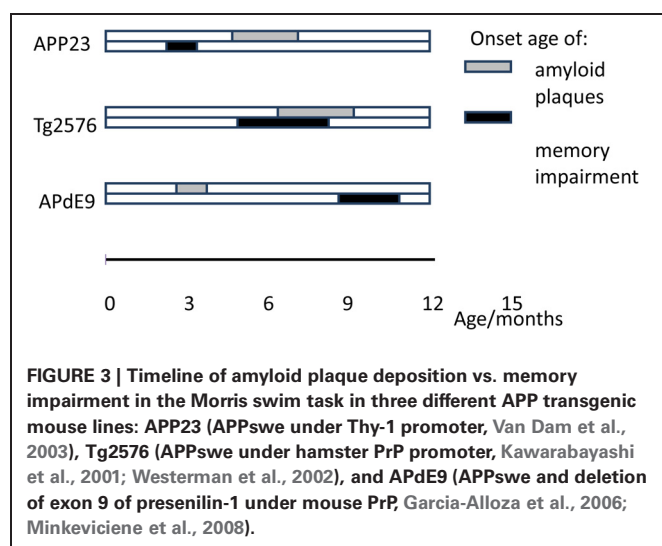 Onset age of:
APP23
amyloid
plaques
Tg2576
memory
impairment
APdE9
0 3 6 9 12 15
Age/months
FIGURE 3 | Timeline of amyloid plaque deposition vs. memory
impairment in the Morris swim task in three different APP transgenic
mouse lines: APP23 (APPswe under Thy-1 promoter, Van Dam et al.,
2003), Tg2576 (APPswe under hamster PrP promoter, Kawarabayashi
et al., 2001; Westerman et al., 2002), and APdE9 (APPswe and deletion
of exon 9 of presenilin-1 under mouse PrP, Garcia-Alloza et al., 2006;
Minkeviciene et al., 2008).